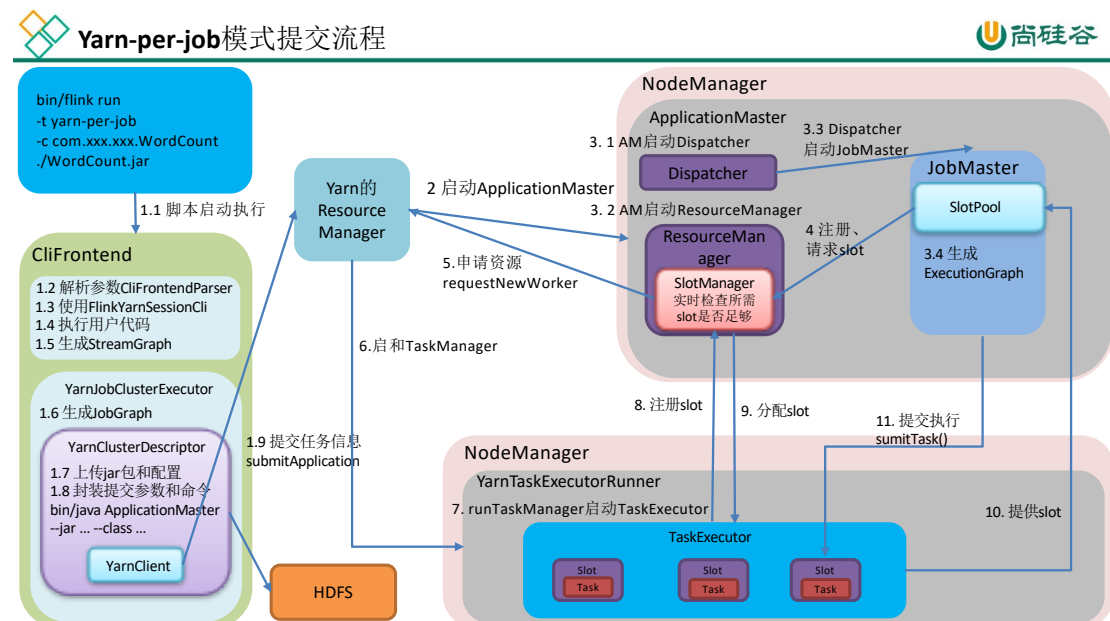 Yarn-per-job模式提交流程
尚硅谷
bin/flink run
-t yarn-per-job
-c com.xxx.xxx.WordCount
./WordCount.jar
1.1 脚本启动执行
CliFrontend
1.2 解析参数CliFrontendParser
1.3 使用FlinkYarnSessionCli
1.4 执行用户代码
1.5 生成StreamGraph
YarnJobClusterExecutor
1.6 生成JobGraph
YarnClusterDescriptor
1.7 上传jar包和配置
1.8 封装提交参数和命令
bin/java ApplicationMaster
--jar ... --class ...
YarnClient
1.9 提交任务信息
submitApplication
HDFS
Yarn的
Resource
Manager
2 启动ApplicationMaster
5.申请资源
requestNewWorker
6.启和TaskManager
NodeManager
ApplicationMaster
3. 1 AM启动Dispatcher
Dispatcher
3.3 Dispatcher
启动JobMaster
3. 2 AM启动ResourceManager
ResourceMan
ager
SlotManager
实时检查所需
slot是否足够
4 注册、
请求slot
JobMaster
SlotPool
3.4 生成
ExecutionGraph
8. 注册slot
9. 分配slot
11. 提交执行
sumitTask()
10. 提供slot
NodeManager
YarnTaskExecutorRunner
7. runTaskManager启动TaskExecutor
TaskExecutor
Slot
Task
Slot
Task
Slot
Task